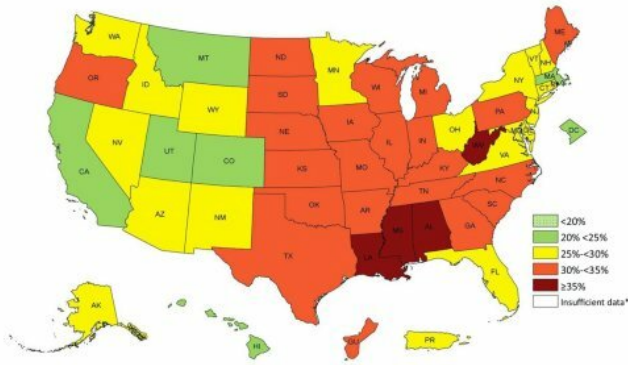 WA
MT
ND
MN
ME
OR
ID
SD
WI
MI
VT
NH
NY
MA
CT
WY
NE
IA
PA
NJ
NV
UT
CO
IL
IN
OH
DC
CA
KS
MO
KY
VA
AZ
NM
OK
AR
TN
NC
TX
LA
AL
GA
SC
FL
AK
HI
GU
PR
<20%
20% <25%
25%-<30%
30%-<35%
≥35%
Insufficient data*